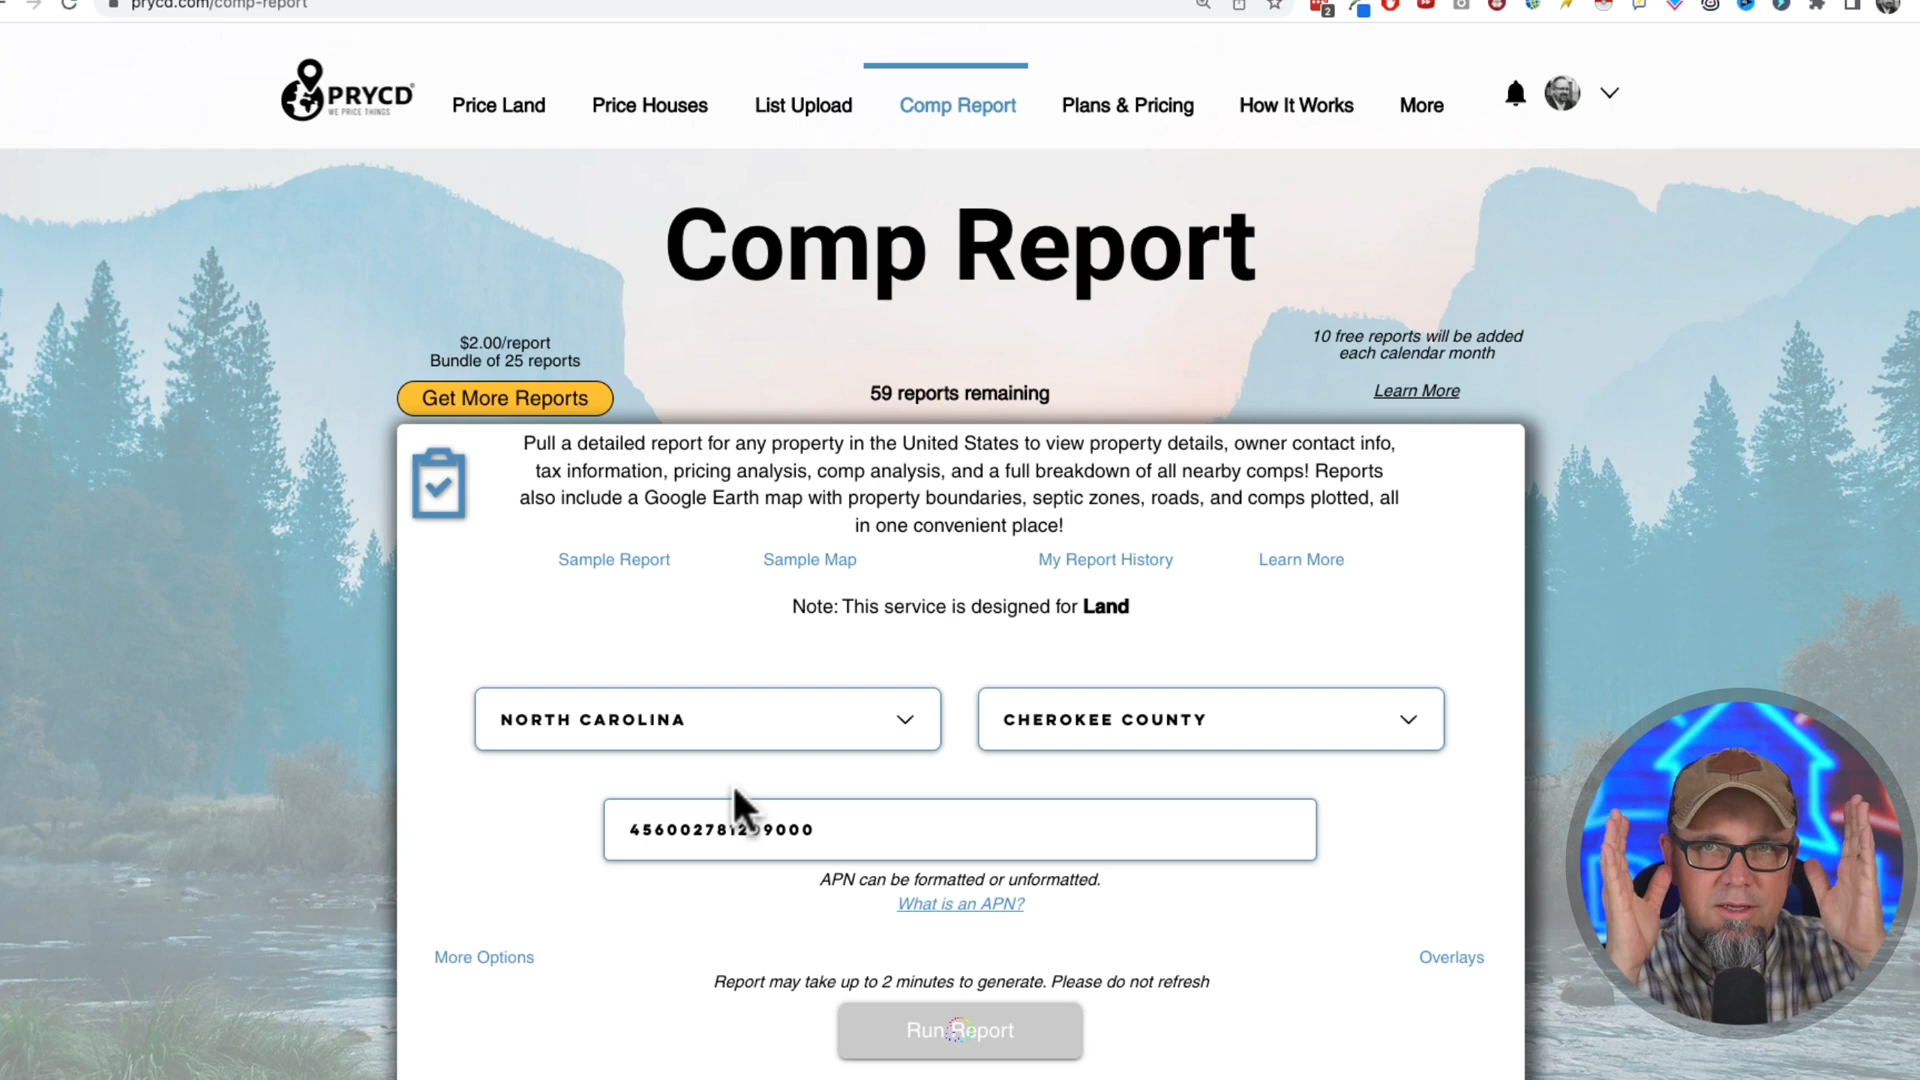 prycd.com/comp-report
2
PRYCD
WE PRICE THINGS
Price Land
Price Houses
List Upload
Comp Report
Plans & Pricing
How It Works
More
Comp Report
$2.00/report
Bundle of 25 reports
Get More Reports
59 reports remaining
10 free reports will be added
each calendar month
Learn More
Pull a detailed report for any property in the United States to view property details, owner contact info,
tax information, pricing analysis, comp analysis, and a full breakdown of all nearby comps! Reports
also include a Google Earth map with property boundaries, septic zones, roads, and comps plotted, all
in one convenient place!
Sample Report
Sample Map
My Report History
Learn More
Note: This service is designed for Land
NORTH CAROLINA
CHEROKEE COUNTY
APN can be formatted or unformatted.
What is an APN?
More Options
Overlays
Report may take up to 2 minutes to generate. Please do not refresh
Run Report